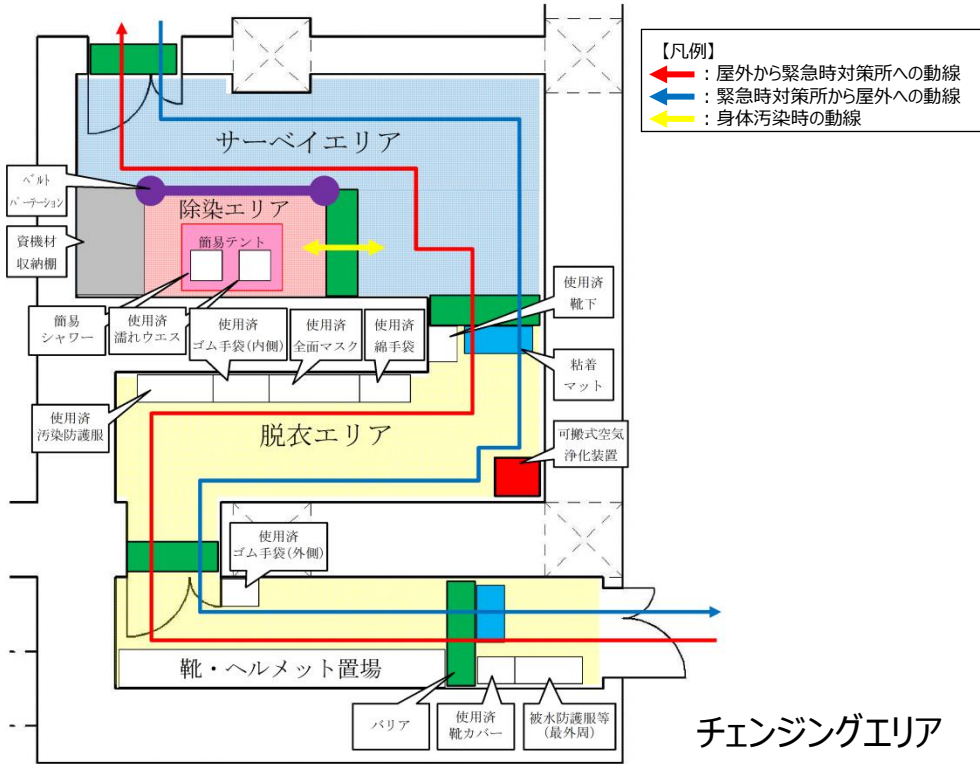 【凡例】
：屋外から緊急時対策所への動線
：緊急時対策所から屋外への動線
：身体汚染時の動線
サーベイエリア
ベルト
パーテーション
除染エリア
簡易テント
資機材
収納棚
簡易
シャワー
使用済
濡れウエス
使用済
ゴム手袋(内側)
使用済
全面マスク
使用済
綿手袋
使用済
靴下
粘着
マット
使用済
汚染防護服
脱衣エリア
可搬式空気
浄化装置
使用済
ゴム手袋(外側)
靴・ヘルメット置場
バリア
使用済
靴カバー
被水防護服等
(最外周)
チェンジングエリア